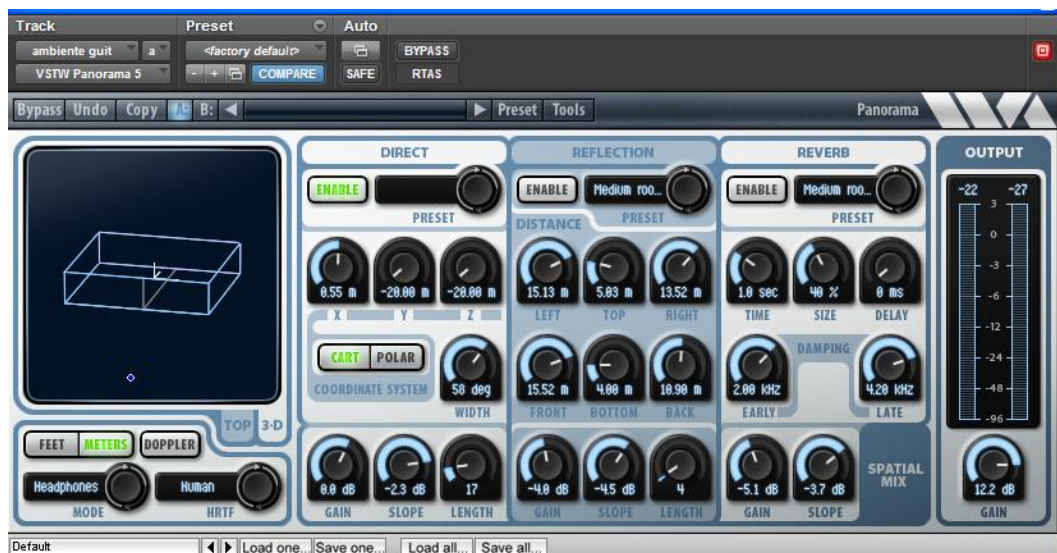 Track Preset Auto
ambiente guit a <factory default> BYPASS
VSTW Panorama 5 - + COMPARE SAFE RTAS
Bypass Undo Copy AB B: Preset Tools Panorama
DIRECT REFLECTION REVERB OUTPUT
ENABLE ENABLE Medium roo... ENABLE Medium roo... -22 -27
PRESET PRESET PRESET 3
DISTANCE
0
0.55 m -20.00 m -20.00 m 15.13 m 5.03 m 13.52 m 1.0 sec 40 % 0 ms -3
X Y Z LEFT TOP RIGHT TIME SIZE DELAY -6
-12
CART POLAR DAMPING
COORDINATE SYSTEM 58 deg 15.52 m 4.00 m 10.90 m 2.00 kHz 4.20 kHz -24
-48
WIDTH FRONT BOTTOM BACK EARLY LATE -96
TOP 3-D
FEET METERS DOPPLER
SPATIAL
MIX
Headphones Human 0.0 dB -2.3 dB 17 -4.0 dB -4.5 dB 4 -5.1 dB -3.7 dB 12.2 dB
MODE HRTF GAIN SLOPE LENGTH GAIN SLOPE LENGTH GAIN SLOPE GAIN
Default Load one... Save one... Load all... Save all...